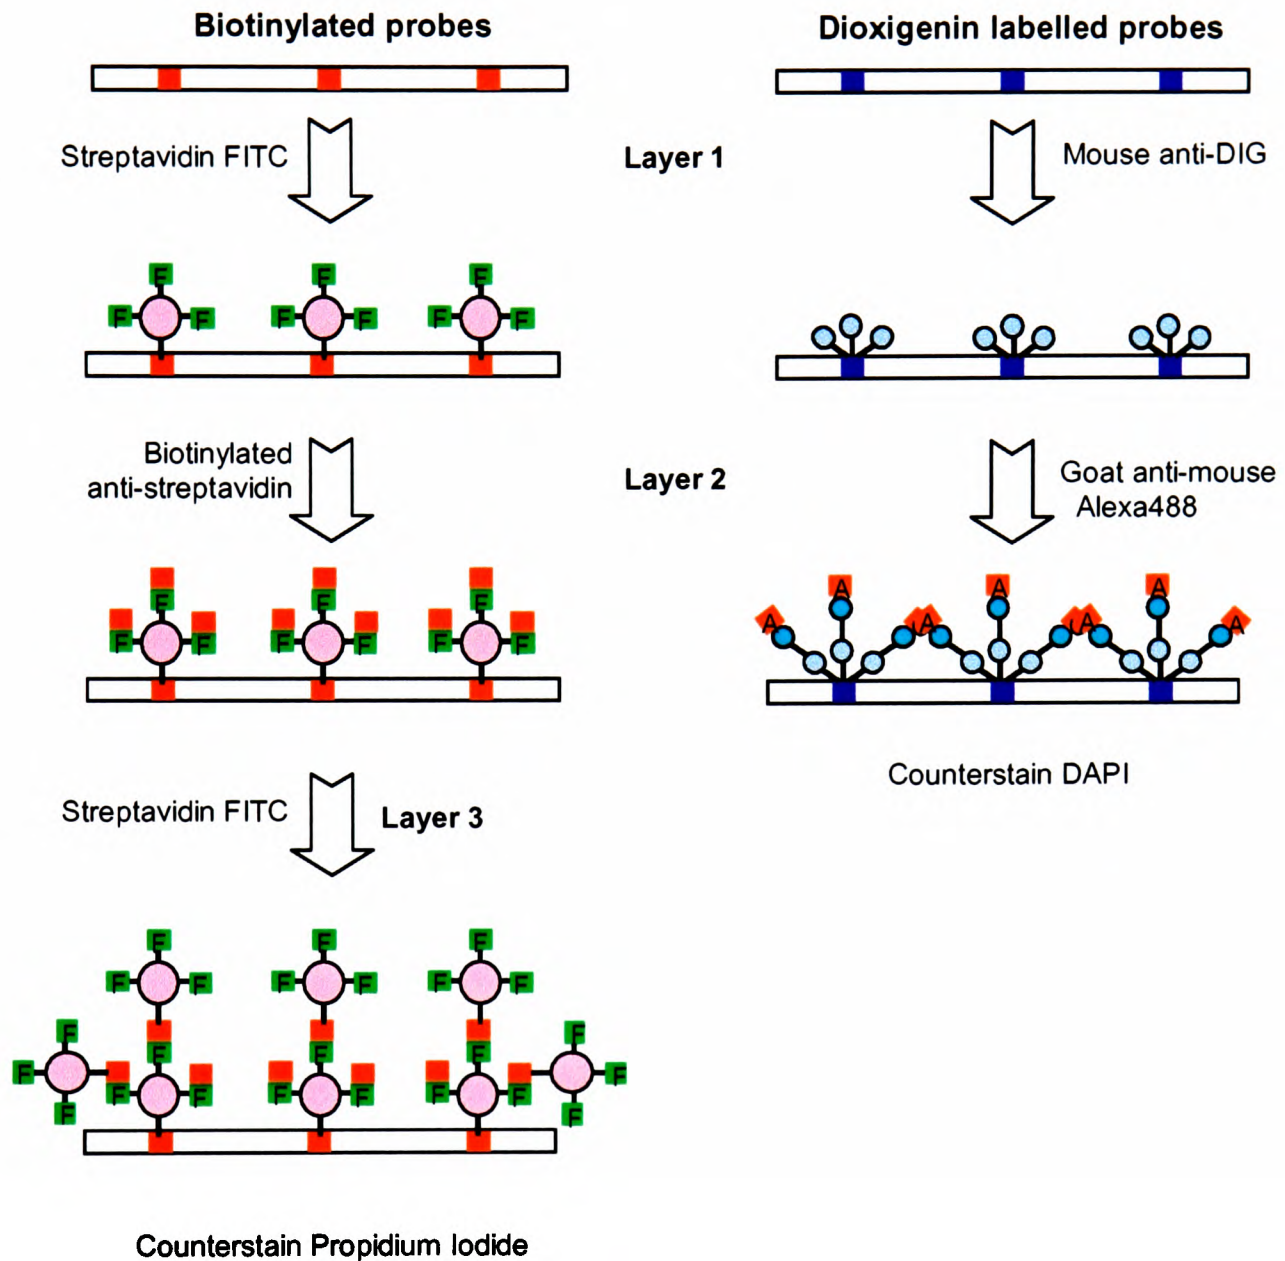 Biotinylated probes
Streptavidin FITC
Layer 1
F
F F
F
F F
F
F F
Biotinylated
anti-streptavidin
Layer 2
F
F F
F
F F
F
F F
Streptavidin FITC
Layer 3
F
F F
F
F F
F
F F
F
F
F
F
F F
F
F F
F
F F
F
F
F
Counterstain Propidium Iodide
Dioxigenin labelled probes
Mouse anti-DIG
Goat anti-mouse
Alexa488
A
A
A
A
A
A
A
Counterstain DAPI